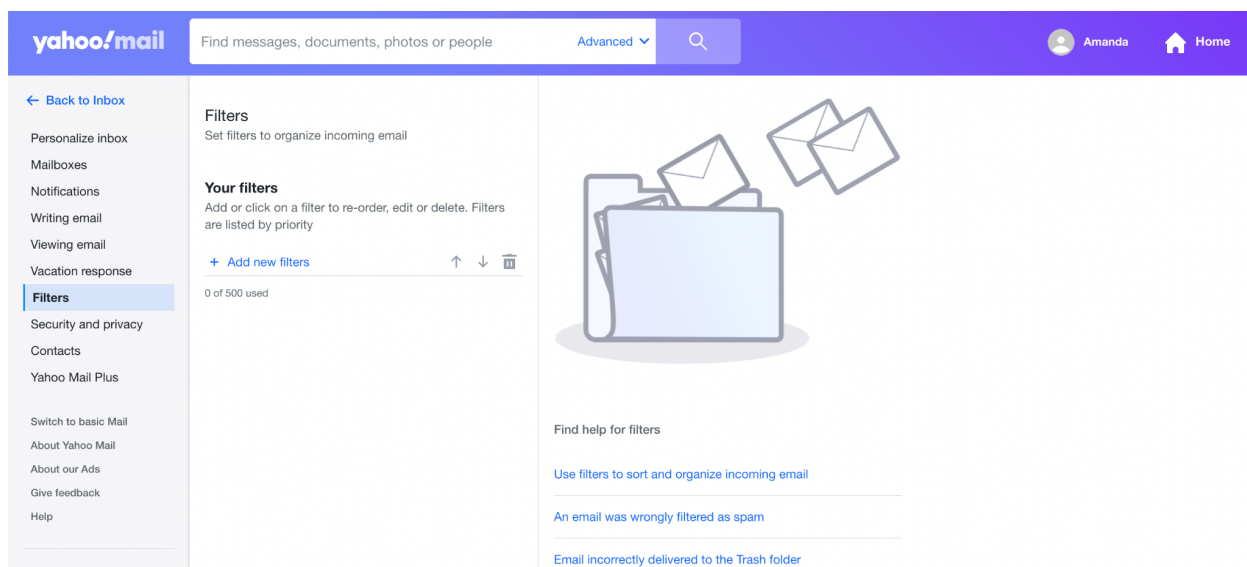 yahoo!mail
Find messages, documents, photos or people
Advanced
Amanda
Home
Back to Inbox
Personalize inbox
Mailboxes
Notifications
Writing email
Viewing email
Vacation response
Filters
Security and privacy
Contacts
Yahoo Mail Plus
Switch to basic Mail
About Yahoo Mail
About our Ads
Give feedback
Help
Filters
Set filters to organize incoming email
Your filters
Add or click on a filter to re-order, edit or delete. Filters
are listed by priority
+ Add new filters
0 of 500 used
Find help for filters
Use filters to sort and organize incoming email
An email was wrongly filtered as spam
Email incorrectly delivered to the Trash folder